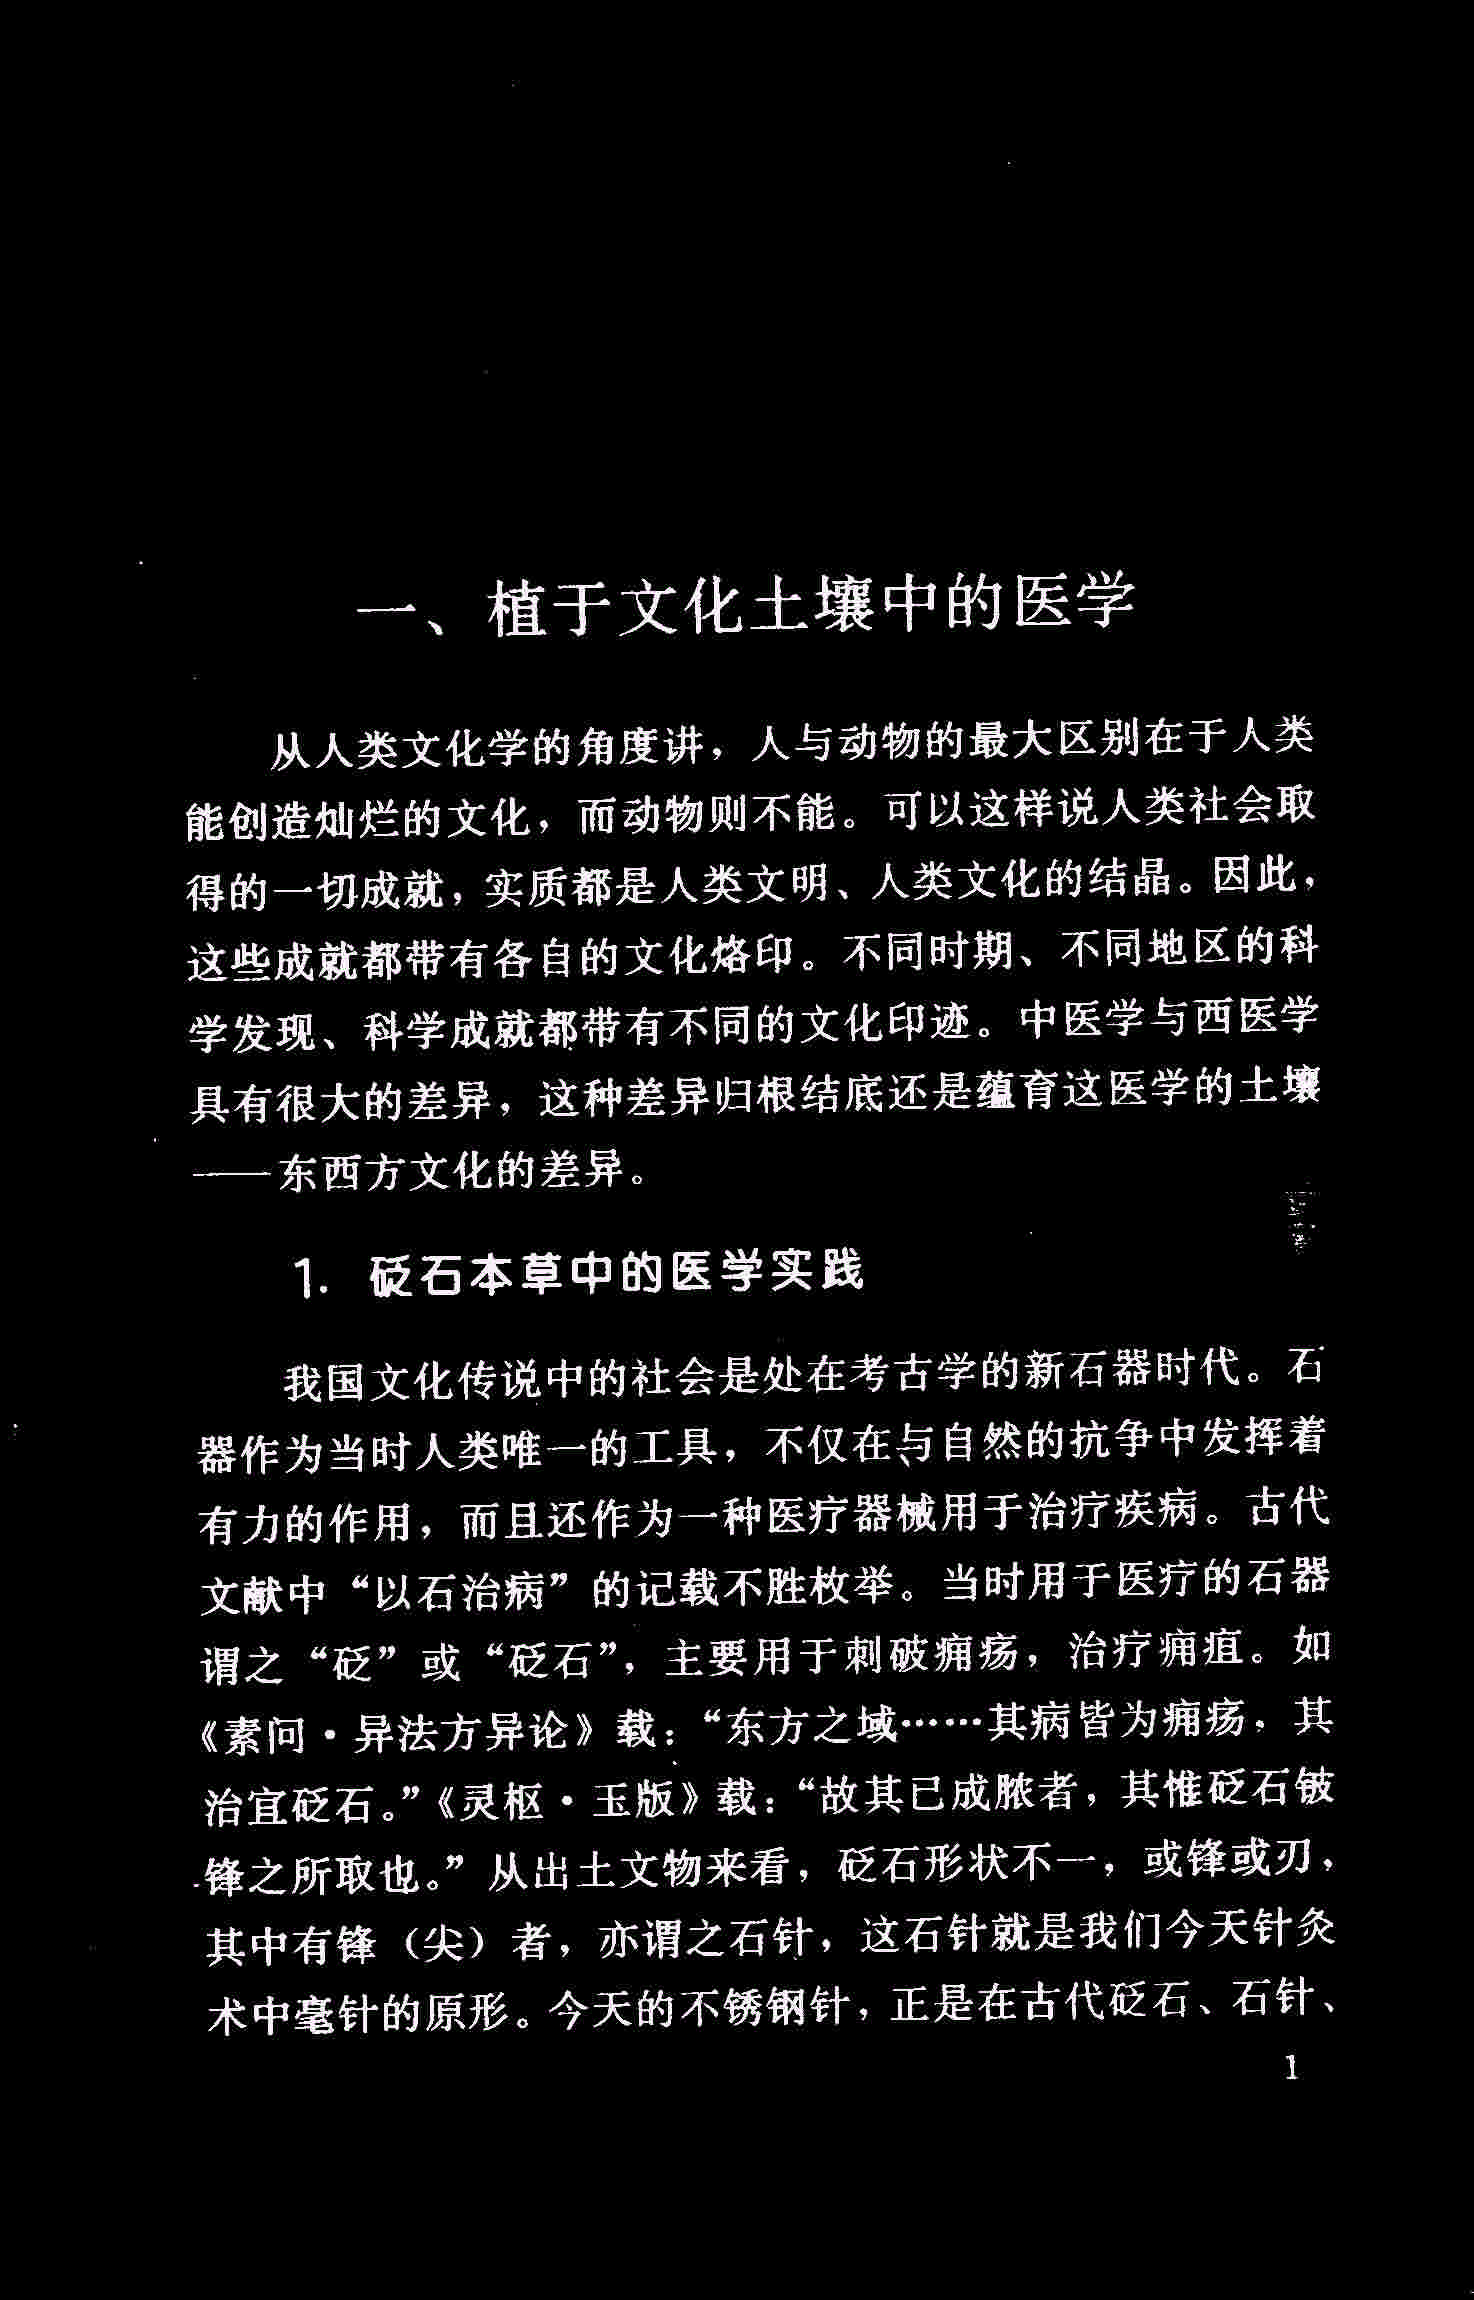 一、植于文化土壤中的医学
从人类文化学的角度讲，人与动物的最大区别在于人类
能创造灿烂的文化，而动物则不能。可以这样说人类社会取
得的一切成就，实质都是人类文明、人类文化的结晶。因此，
这些成就都带有各自的文化烙印。不同时期、不同地区的科
学发现、科学成就都带有不同的文化印迹。中医学与西医学
具有很大的差异，这种差异归根结底还是蕴育这医学的土壤
——东西方文化的差异。
1. 砭石本草中的医学实践
我国文化传说中的社会是处在考古学的新石器时代。石
器作为当时人类唯一的工具，不仅在与自然的抗争中发挥着
有力的作用，而且还作为一种医疗器械用于治疗疾病。古代
文献中“以石治病”的记载不胜枚举。当时用于医疗的石器
谓之“砭”或“砭石”，主要用于刺破痈疡，治疗痈疽。如
《素问·异法方异论》载：“东方之域……其病皆为痈疡，其
治宜砭石。”《灵枢·玉版》载：“故其已成脓者，其惟砭石铍
锋之所取也。”从出土文物来看，砭石形状不一，或锋或刃，
其中有锋（尖）者，亦谓之石针，这石针就是我们今天针灸
术中毫针的原形。今天的不锈钢针，正是在古代砭石、石针、
1